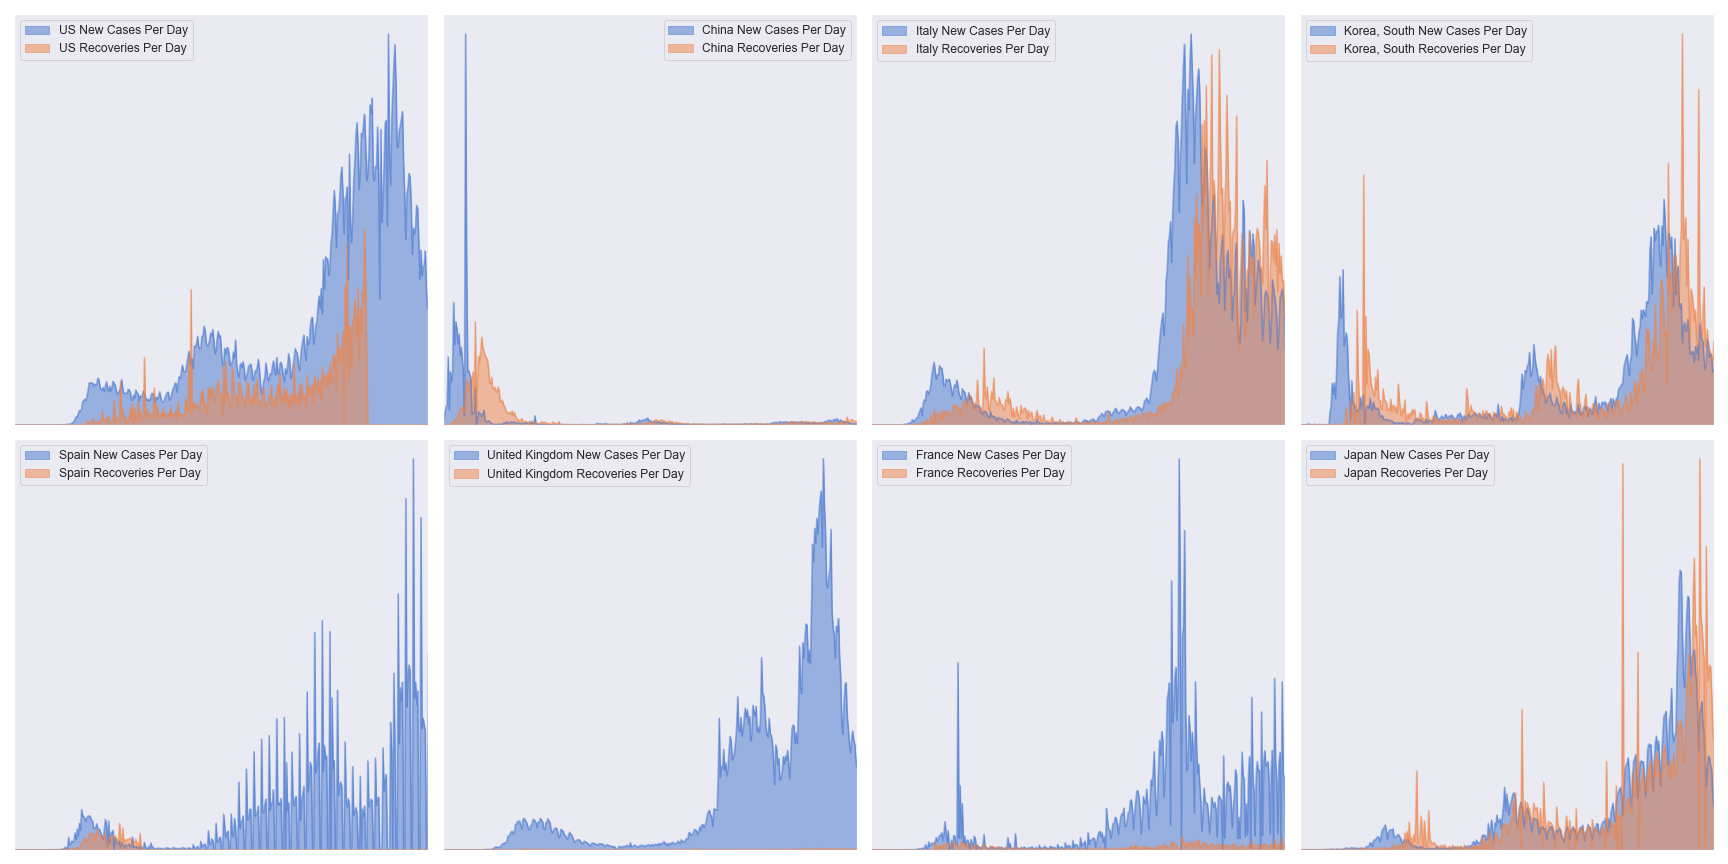 US New Cases Per Day
US Recoveries Per Day
China New Cases Per Day
China Recoveries Per Day
Italy New Cases Per Day
Italy Recoveries Per Day
Korea, South New Cases Per Day
Korea, South Recoveries Per Day
Spain New Cases Per Day
Spain Recoveries Per Day
United Kingdom New Cases Per Day
United Kingdom Recoveries Per Day
France New Cases Per Day
France Recoveries Per Day
Japan New Cases Per Day
Japan Recoveries Per Day